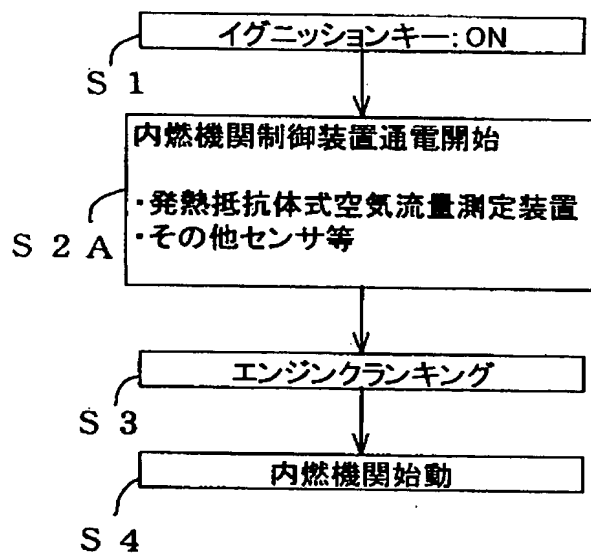 イグニッションキー：ON
S 1
内燃機関制御装置通電開始
・発熱抵抗体式空気流量測定装置
・その他センサ等
S 2 A
エンジンクランキング
S 3
内燃機関始動
S 4